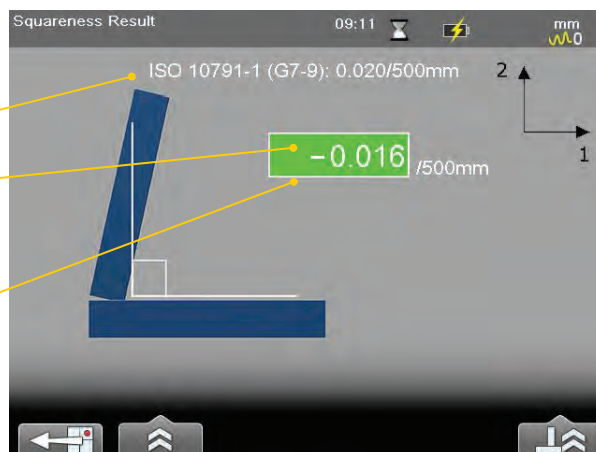 Squareness Result
09:11
mm
0
ISO 10791-1 (G7-9): 0.020/500mm
2
-0.016 /500mm
1